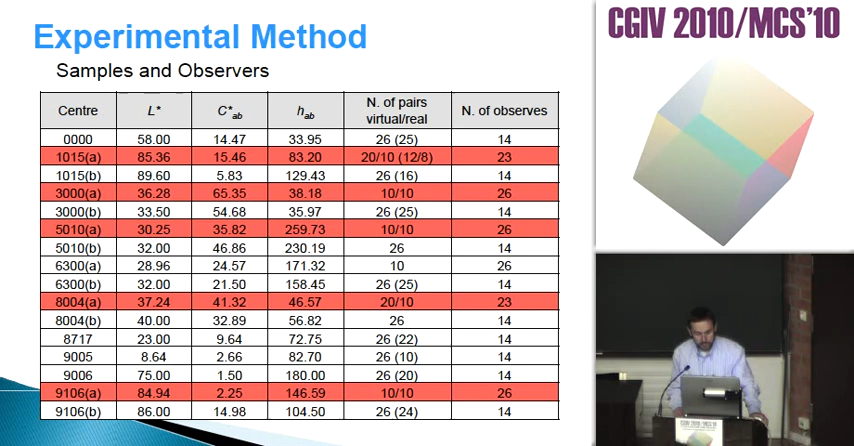 Experimental Method
Samples and Observers
Centre L* C*ab hab N. of pairs virtual/real N. of observes
0000 58.00 14.47 33.95 26 (25) 14
1015(a) 85.36 15.46 83.20 20/10 (12/8) 23
1015(b) 89.60 5.83 129.43 26 (16) 14
3000(a) 36.28 65.35 38.18 10/10 26
3000(b) 33.50 54.68 35.97 26 (25) 14
5010(a) 30.25 35.82 259.73 10/10 26
5010(b) 32.00 46.86 230.19 26 14
6300(a) 28.96 24.57 171.32 10 26
6300(b) 32.00 21.50 158.45 26 (25) 14
8004(a) 37.24 41.32 46.57 20/10 23
8004(b) 40.00 32.89 56.82 26 14
8717 23.00 9.64 72.75 26 (22) 14
9005 8.64 2.66 82.70 26 (10) 14
9006 75.00 1.50 180.00 26 (20) 14
9106(a) 84.94 2.25 146.59 10/10 26
9106(b) 86.00 14.98 104.50 26 (24) 14
CGIV 2010/MCS'10
CGIV 2010/MCS'10